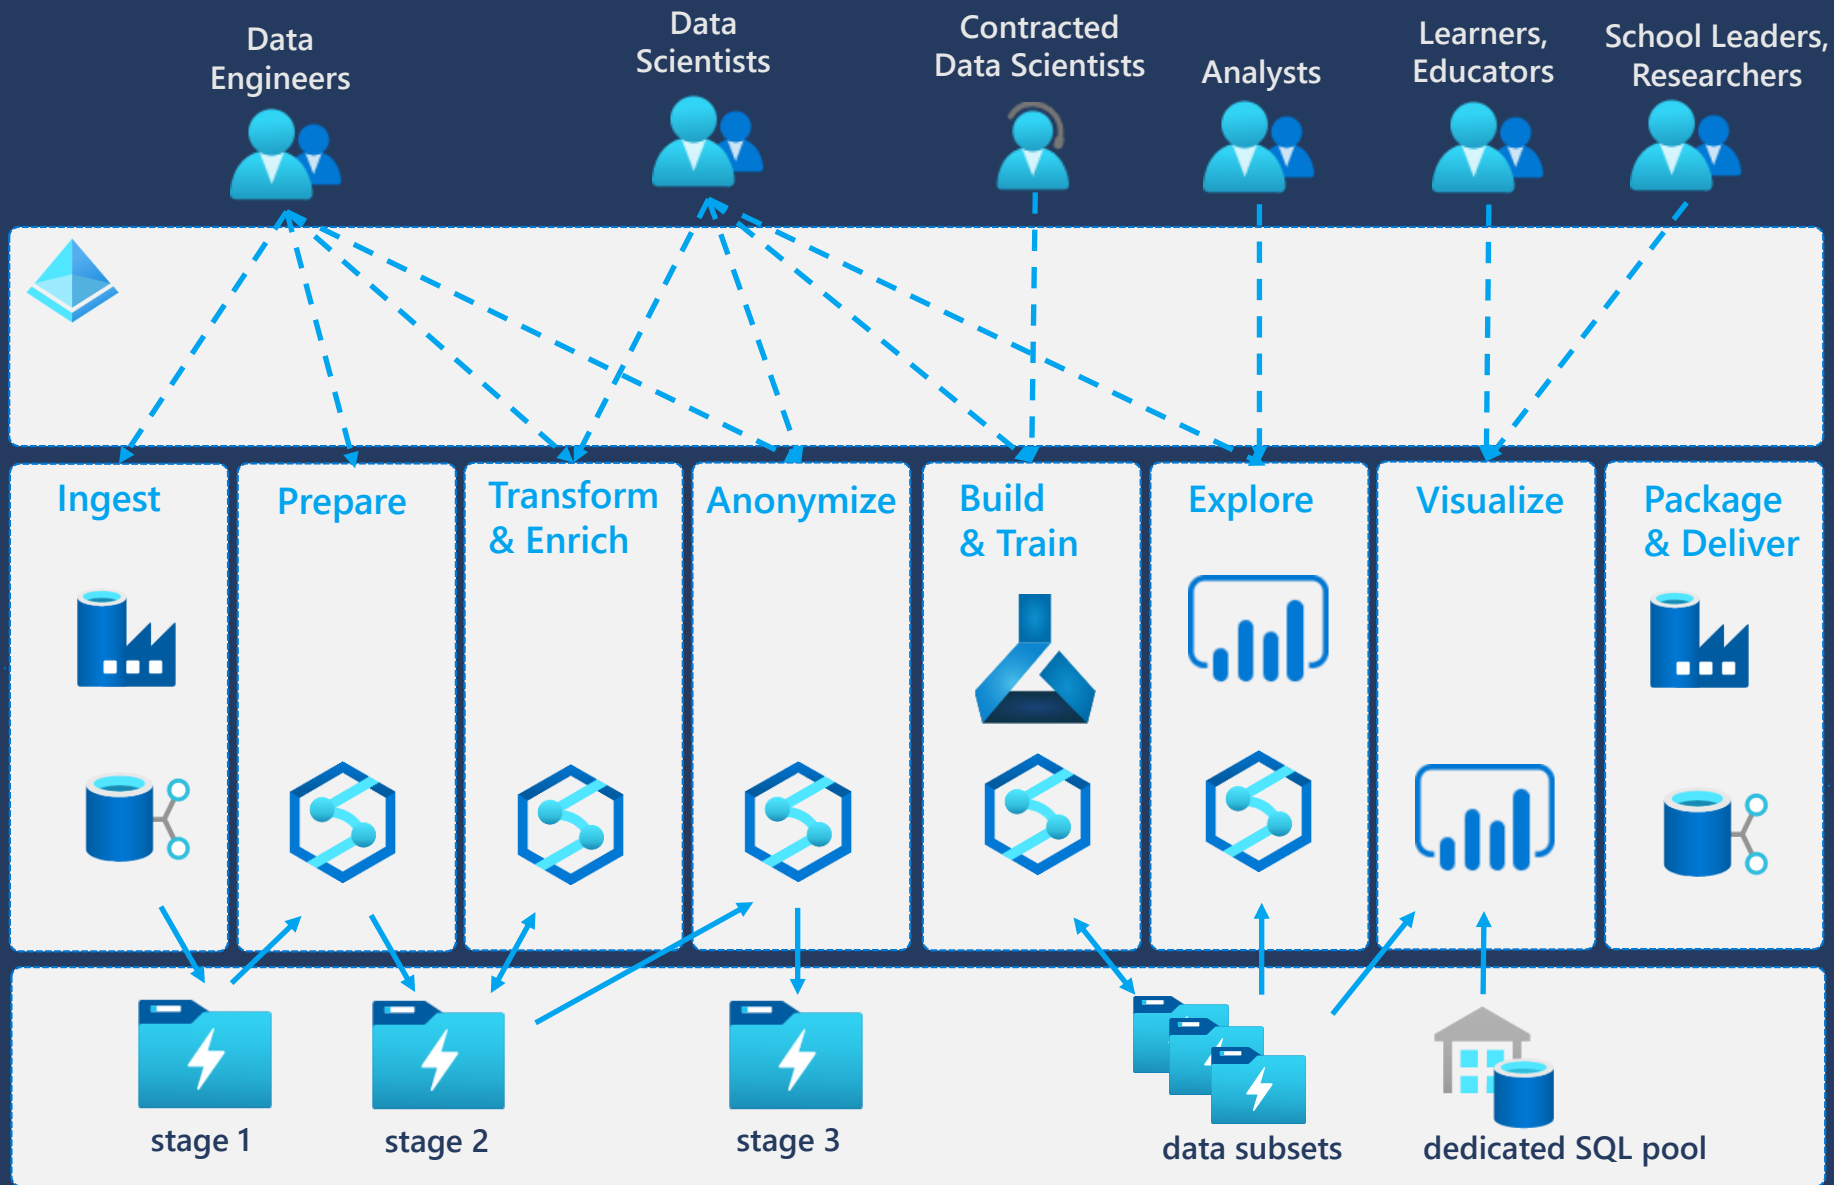 Data
Engineers
Data
Scientists
Contracted
Data Scientists
Analysts
Learners,
Educators
School Leaders,
Researchers
Ingest
Prepare
Transform
& Enrich
Anonymize
Build
& Train
Explore
Visualize
Package
& Deliver
stage 1
stage 2
stage 3
data subsets
dedicated SQL pool